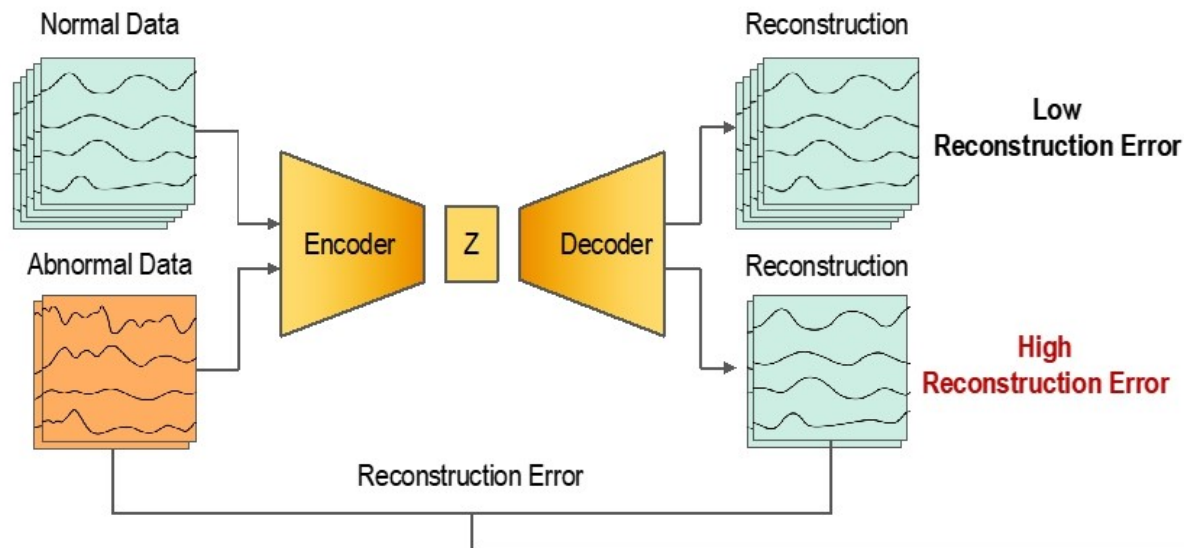 Normal Data
Reconstruction
Low
Reconstruction Error
Encoder
Z
Decoder
Abnormal Data
Reconstruction
High
Reconstruction Error
Reconstruction Error